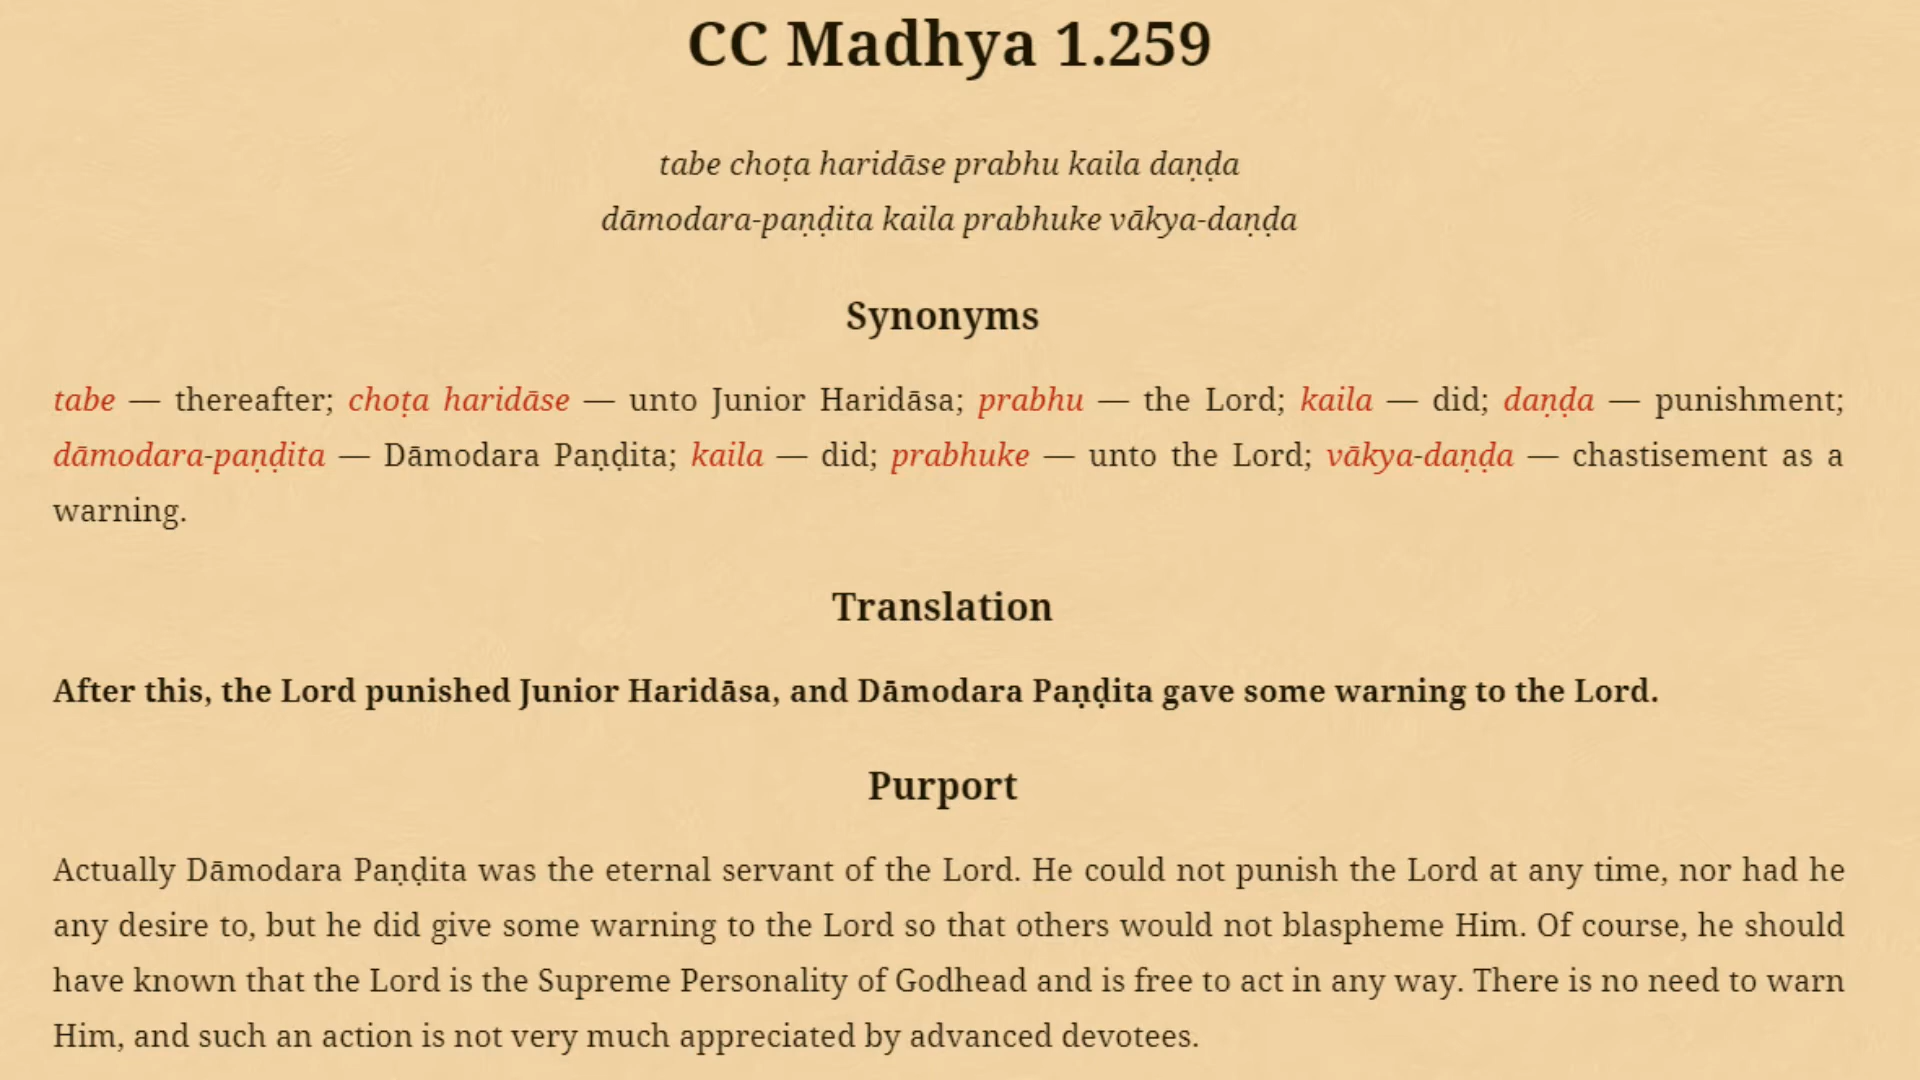 CC Madhya 1.259
tabe choṭa haridāse prabhu kaila daṇḍa
dāmodara-paṇḍita kaila prabhuke vākya-daṇḍa
Synonyms
tabe — thereafter; choṭa haridāse — unto Junior Haridāsa; prabhu — the Lord; kaila — did; daṇḍa — punishment;
dāmodara-paṇḍita — Dāmodara Paṇḍita; kaila — did; prabhuke — unto the Lord; vākya-daṇḍa — chastisement as a
warning.
Translation
After this, the Lord punished Junior Haridāsa, and Dāmodara Paṇḍita gave some warning to the Lord.
Purport
Actually Dāmodara Paṇḍita was the eternal servant of the Lord. He could not punish the Lord at any time, nor had he
any desire to, but he did give some warning to the Lord so that others would not blaspheme Him. Of course, he should
have known that the Lord is the Supreme Personality of Godhead and is free to act in any way. There is no need to warn
Him, and such an action is not very much appreciated by advanced devotees.